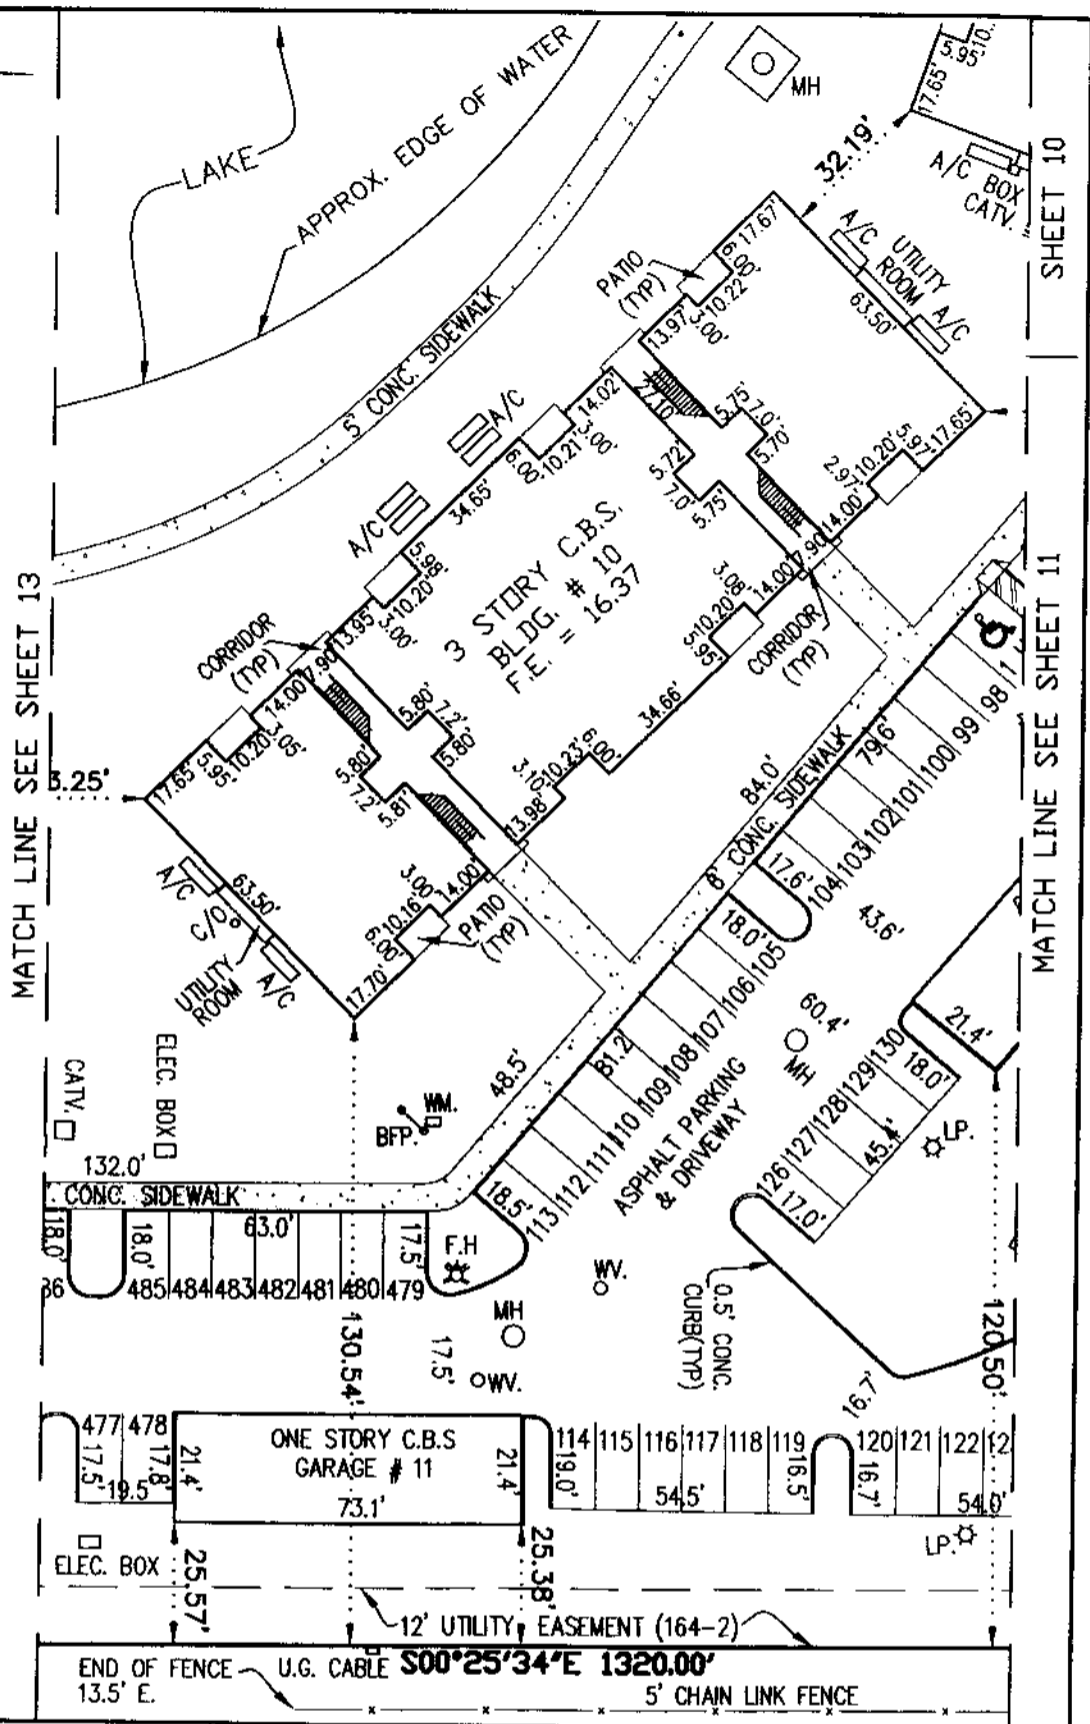 LAKE
APPROX. EDGE OF WATER
5' CONC. SIDEWALK
MH
32.19'
17.65'
5.95'
10.
A/C BOX
CATV.
SHEET 10
17.67'
6.00'
10.22'
3.00'
13.97'
PATIO
(TYP)
A/C
UTILITY
ROOM
A/C
63.50'
17.65'
5.97'
10.20'
2.97'
14.00'
7.90'
27.10'
5.75'
7.0'
5.70'
14.02'
3.00'
10.21'
6.00'
A/C
34.65'
A/C
5.98'
10.20'
3.00'
13.95'
5.72'
7.0'
5.75'
3 STORY C.B.S.
BLDG. # 10
F.E. = 16.37
14.00'
3.08'
10.20'
5.95'
CORRIDOR
(TYP)
34.66'
6.00'
10.23'
3.10'
13.98'
CORRIDOR
(TYP)
7.90'
14.00'
3.05'
10.20'
5.95'
17.65'
5.80'
7.2'
5.80'
5.80'
7.2'
5.81'
MATCH LINE SEE SHEET 13
MATCH LINE SEE SHEET 11
3.25'
A/C
C/O
63.50'
UTILITY
ROOM
A/C
17.70'
6.00'
10.16'
3.00'
14.00'
PATIO
(TYP)
84.0'
6' CONC. SIDEWALK
79.6'
1
98
99
100
101
102
103
104
17.6'
18.0'
105
106
107
108
109
110
111
112
113
81.2'
18.5'
43.6'
60.4'
MH
ASPHALT PARKING
& DRIVEWAY
21.4'
18.0'
130
129
128
127
126
45.4'
17.0'
LP.
48.5'
WM.
BFP.
CATV.
ELEC. BOX
132.0'
CONC. SIDEWALK
18.0'
18.0'
63.0'
17.5'
F.H
86
485
484
483
482
481
480
479
MH
WV.
WV.
17.5'
130.54'
0.5' CONC.
CURB(TYP)
16.7'
120.50'
477
478
17.5'
17.8'
19.5'
21.4'
ONE STORY C.B.S
GARAGE # 11
73.1'
21.4'
19.0'
114
115
116
117
118
119
54.5'
16.5'
16.7'
120
121
122
12
54.0'
LP.
ELEC. BOX
25.57'
25.38'
12' UTILITY EASEMENT (164-2)
END OF FENCE
13.5' E.
U.G. CABLE
S00°25'34"E 1320.00'
5' CHAIN LINK FENCE